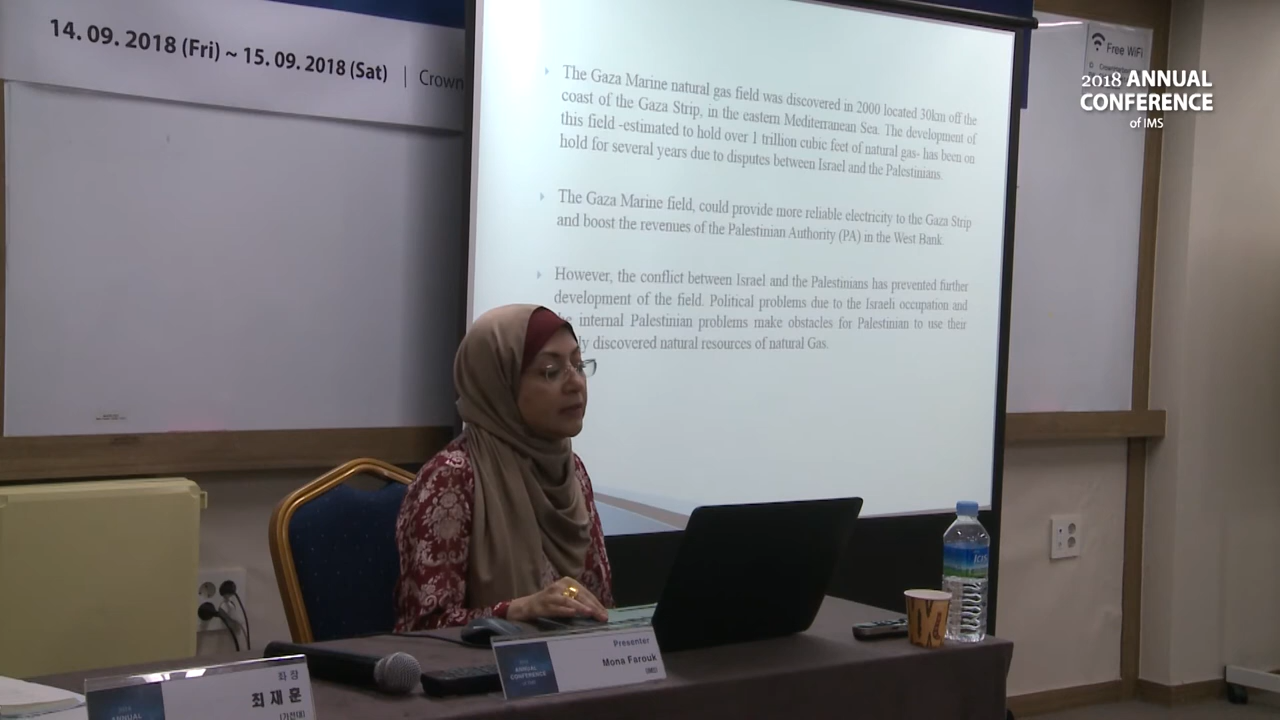 14. 09. 2018 (Fri) ~ 15. 09. 2018 (Sat) | Crown
Free WiFi
2018 ANNUAL
CONFERENCE
of IMS
The Gaza Marine natural gas field was discovered in 2000 located 30km off the
coast of the Gaza Strip, in the eastern Mediterranean Sea. The development of
this field -estimated to hold over 1 trillion cubic feet of natural gas- has been on
hold for several years due to disputes between Israel and the Palestinians.
The Gaza Marine field, could provide more reliable electricity to the Gaza Strip
and boost the revenues of the Palestinian Authority (PA) in the West Bank.
However, the conflict between Israel and the Palestinians has prevented further
development of the field. Political problems due to the Israeli occupation and
internal Palestinian problems make obstacles for Palestinian to use their
discovered natural resources of natural Gas.
Presenter
ANNUAL
CONFERENCE
Mona Farouk
(IMS)
좌 장
최 재 훈
ANNUAL